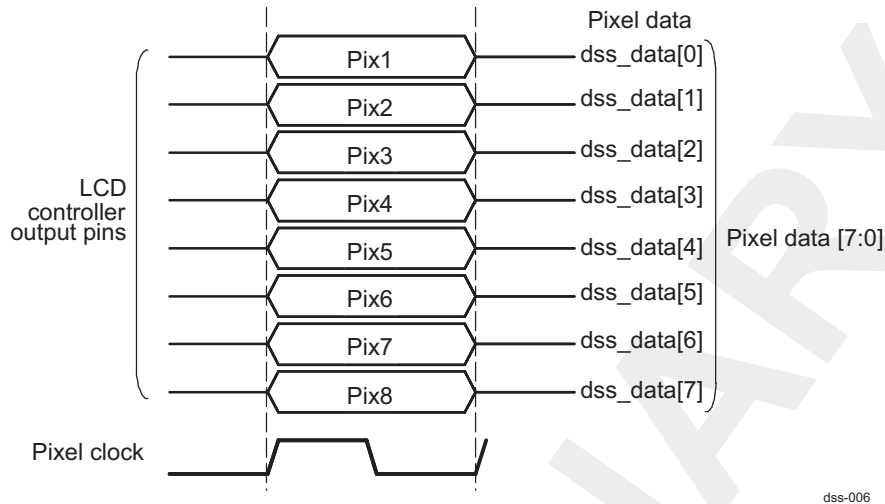 Pixel data
Pix1 dss_data[0]
Pix2 dss_data[1]
Pix3 dss_data[2]
LCD
controller
output pins
Pix4 dss_data[3]
Pix5 dss_data[4]
Pixel data [7:0]
Pix6 dss_data[5]
Pix7 dss_data[6]
Pix8 dss_data[7]
Pixel clock
dss-006